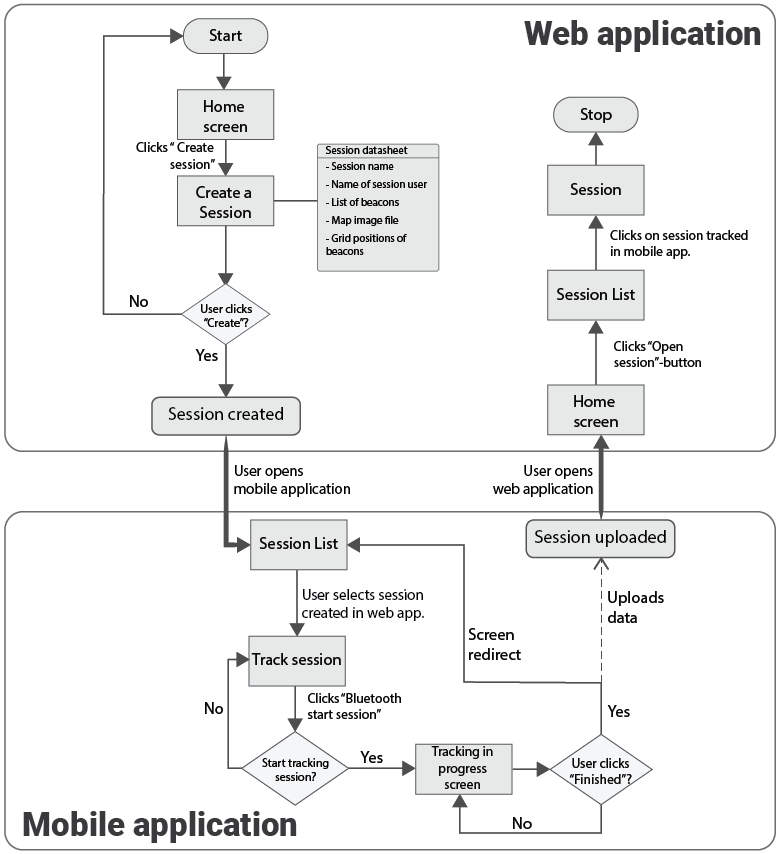 Web application
Start
Home
screen
Clicks “ Create
session”
Create a
Session
Session datasheet
- Session name
- Name of session user
- List of beacons
- Map image file
- Grid positions of
beacons
User clicks
“Create”?
No
Yes
Session created
Stop
Session
Clicks on session tracked
in mobile app.
Session List
Clicks “Open
session”-button
Home
screen
User opens
mobile application
User opens
web application
Session List
Session uploaded
User selects session
created in web app.
Uploads
data
Screen
redirect
Track session
No
Clicks “Bluetooth
start session”
Start tracking
session?
Yes
Tracking in
progress
screen
User clicks
“Finished”?
Yes
No
Mobile application